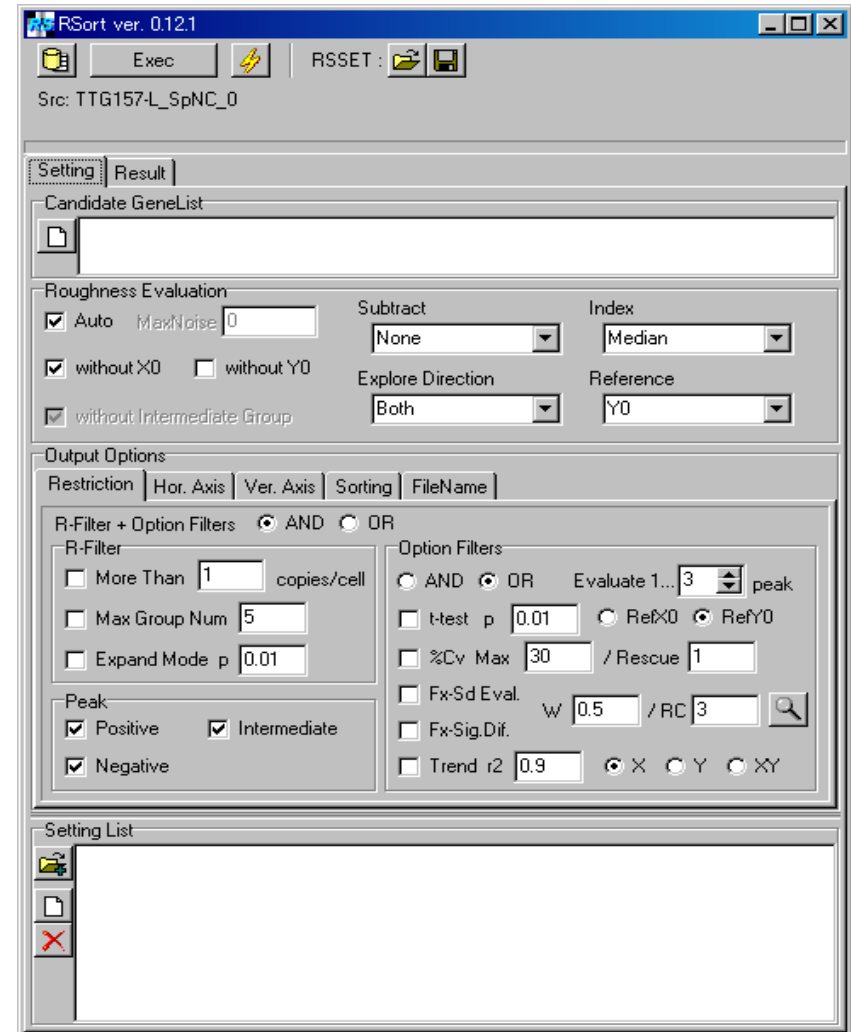 RS RSort ver. 0.12.1
Exec RSSET :
Src: TTG157-L_SpNC_0
Setting Result
Candidate GeneList
Roughness Evaluation
Auto MaxNoise 0 Subtract Index
None Median
without X0 without Y0
Explore Direction Reference
Both Y0
without Intermediate Group
Output Options
Restriction Hor. Axis Ver. Axis Sorting FileName
R-Filter + Option Filters AND OR
R-Filter Option Filters
More Than 1 copies/cell AND OR Evaluate 1... 3 peak
Max Group Num 5 t-test p 0.01 RefX0 RefY0
Expand Mode p 0.01 %Cv Max 30 / Rescue 1
Peak Fx-Sd Eval.
W 0.5 / RC 3
Positive Intermediate Fx-Sig.Dif.
Negative Trend r2 0.9 X Y XY
Setting List